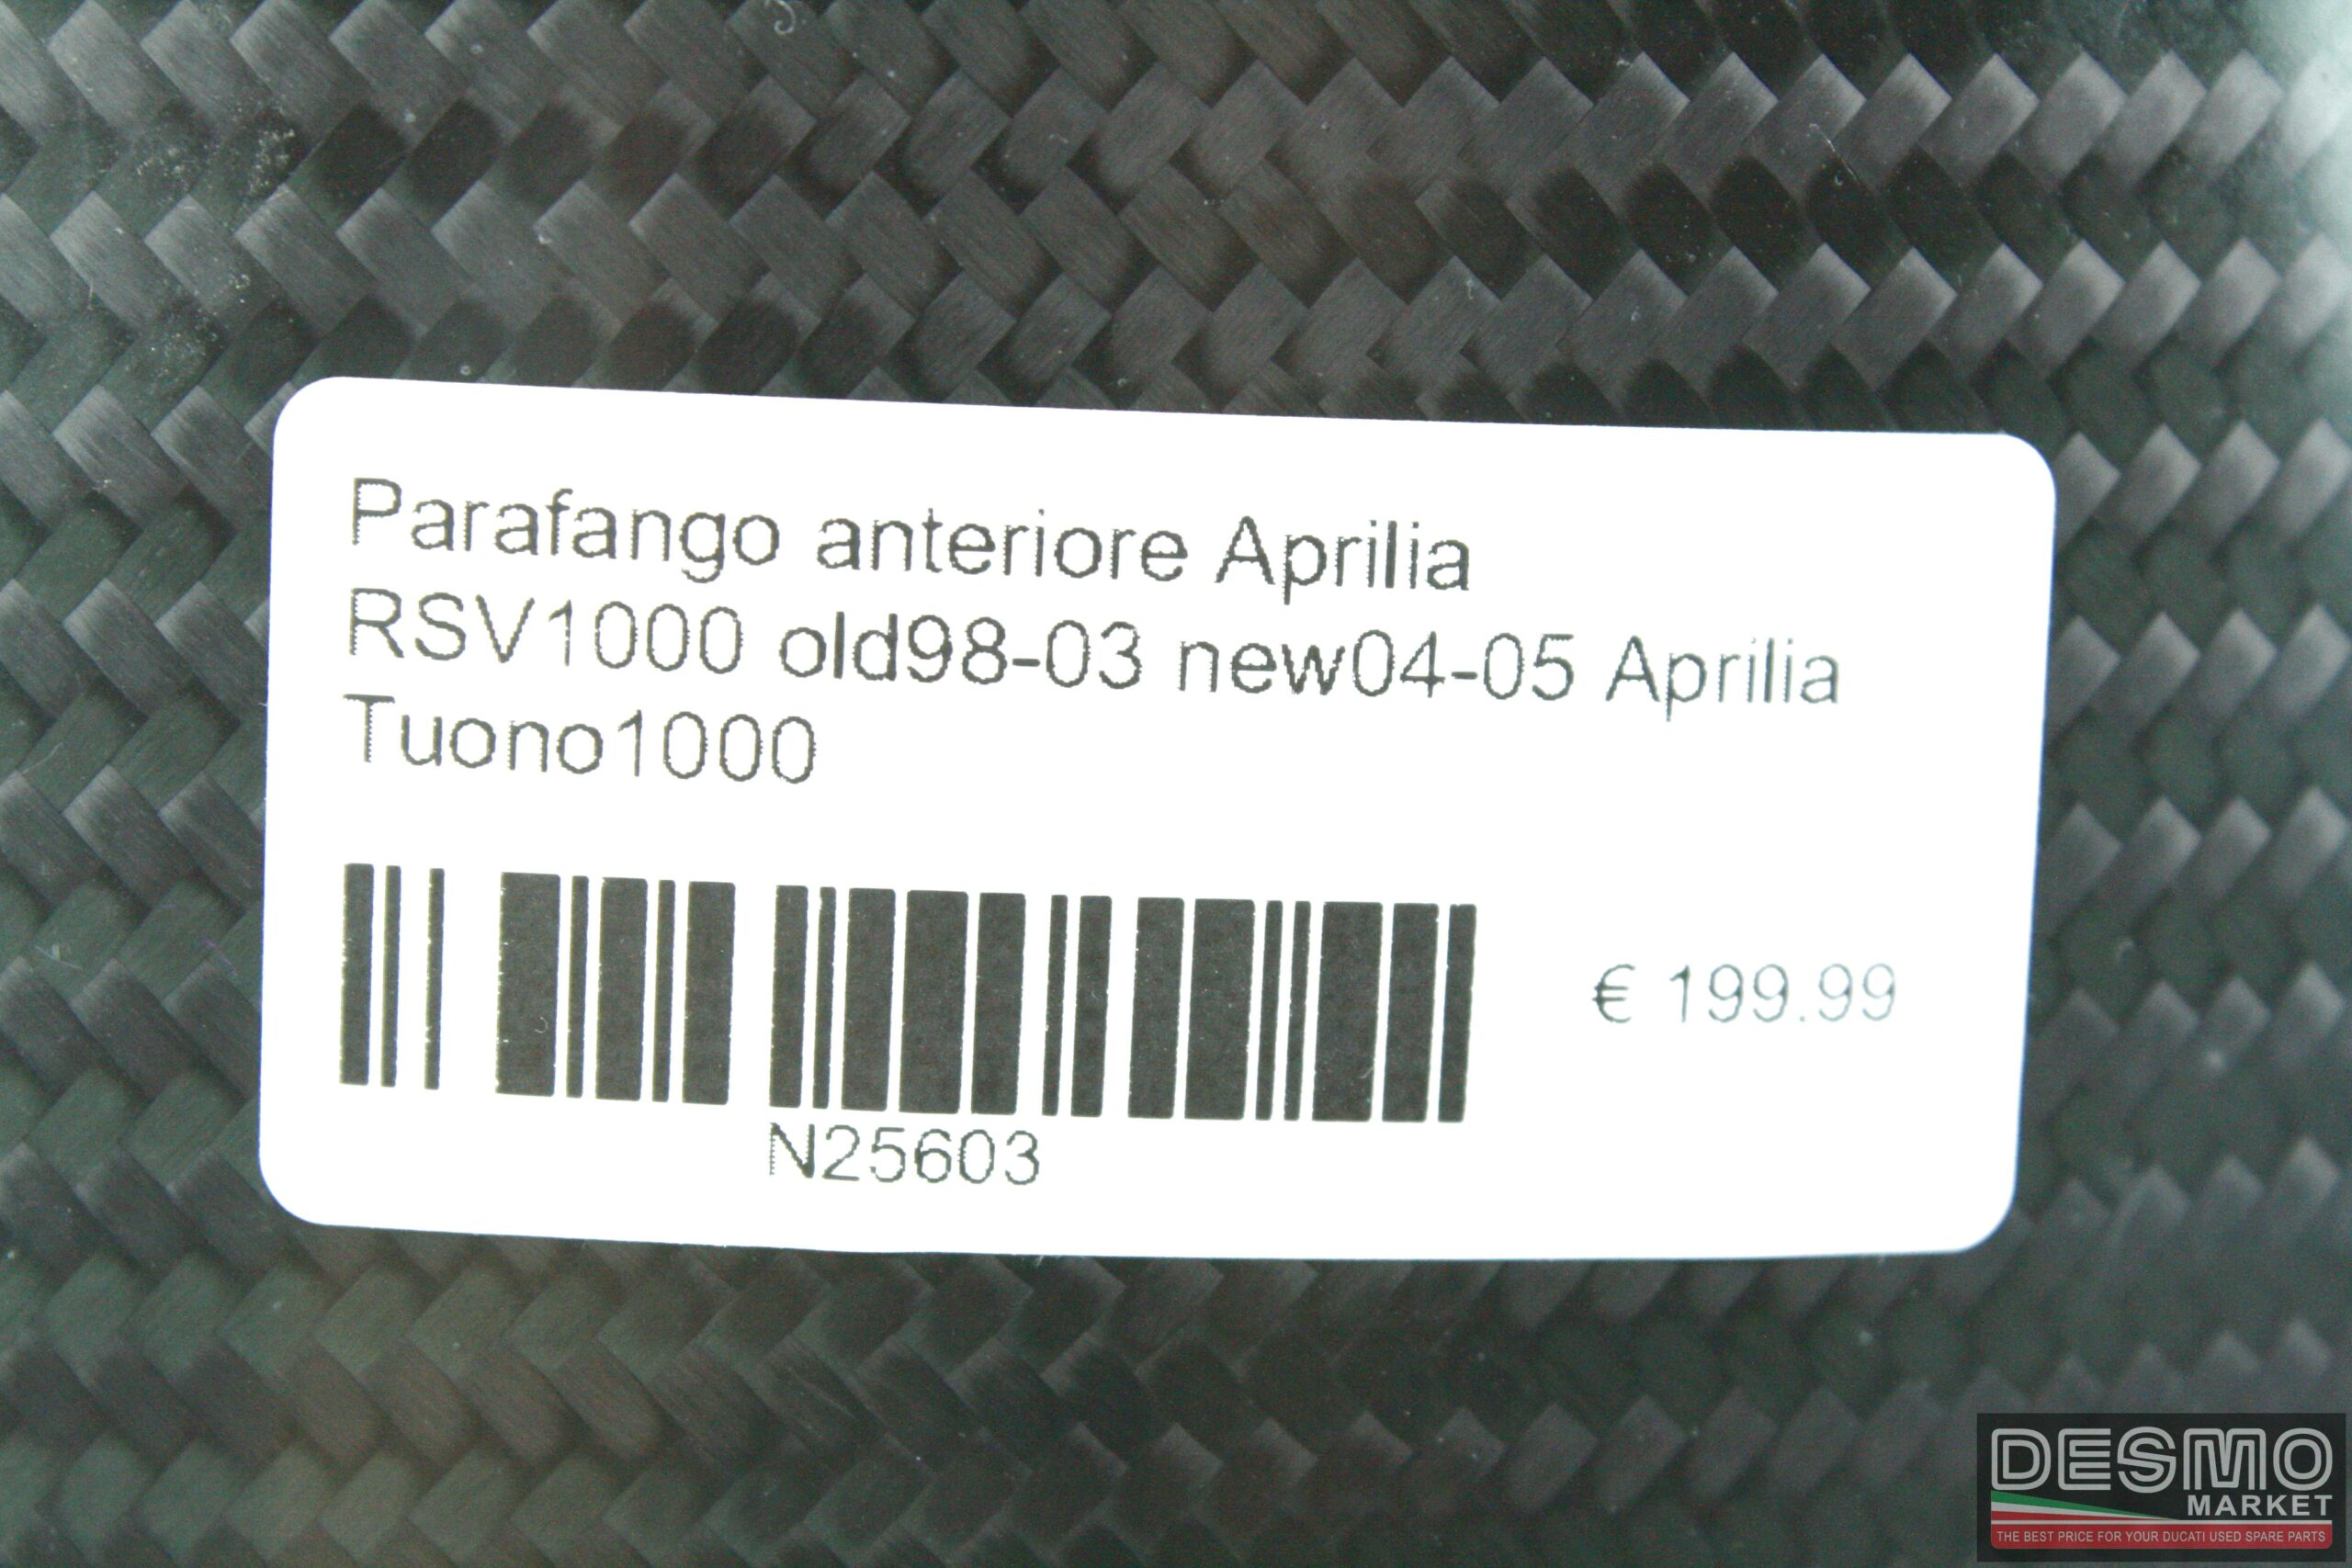 Parafango anteriore Aprilia
RSV1000 old98-03 new04-05 Aprilia
Tuono1000
€ 199.99
N25603
DESMO
MARKET
THE BEST PRICE FOR YOUR DUCATI USED SPARE PARTS